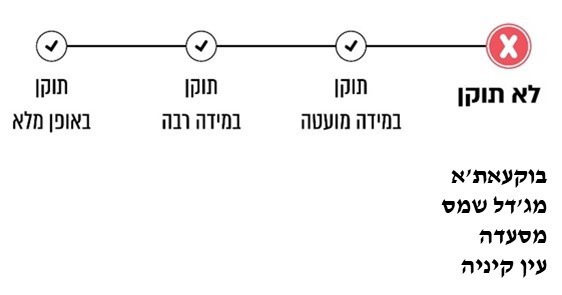 לא תוקן
תוקן
במידה מועטה
תוקן
במידה רבה
תוקן
באופן מלא
בוקעאת'א
מג'דל שמס
מסעדה
עין קיניה